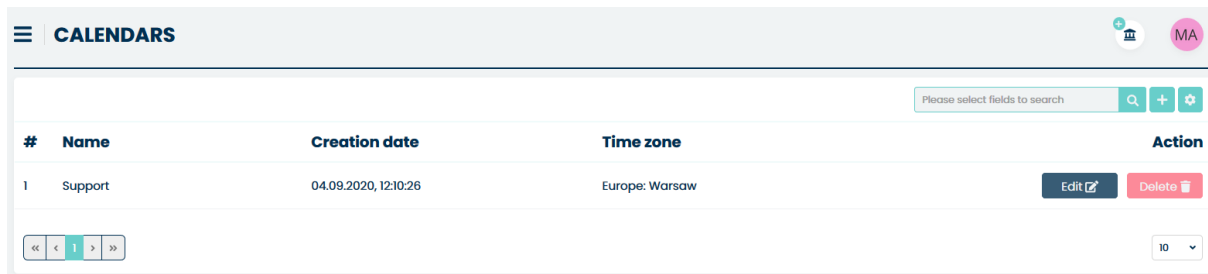 CALENDARS
MA
Please select fields to search
# Name Creation date Time zone Action
1 Support 04.09.2020, 12:10:26 Europe: Warsaw Edit Delete
« < 1 > » 10